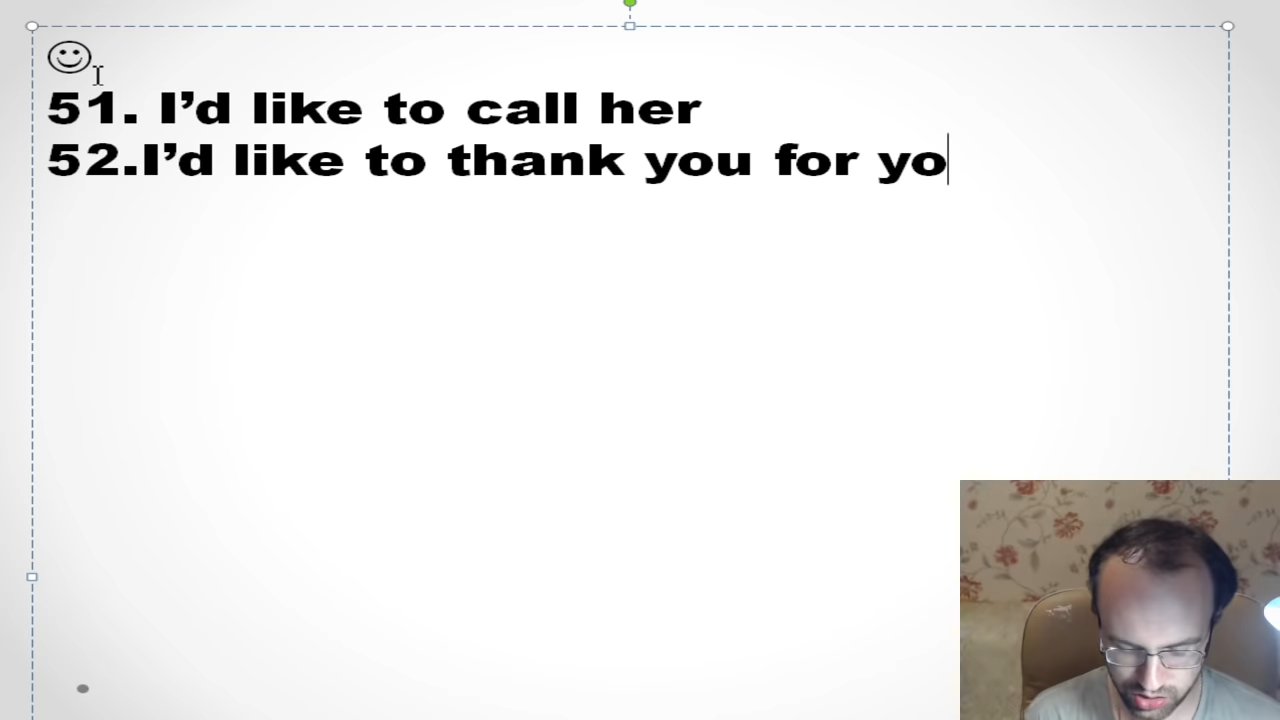 51. I’d like to call her
52.I’d like to thank you for yo